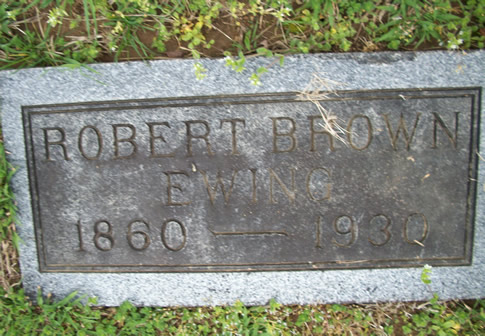 ROBERT BROWN
EWING
1860 — 1930